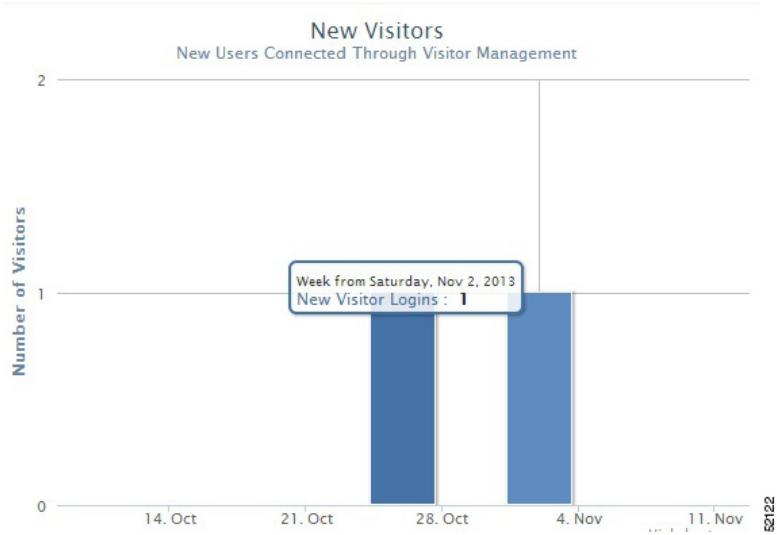 New Visitors
New Users Connected Through Visitor Management
2
Number of Visitors
Week from Saturday, Nov 2, 2013
New Visitor Logins : 1
1
0
14. Oct 21. Oct 28. Oct 4. Nov 11. Nov
52122